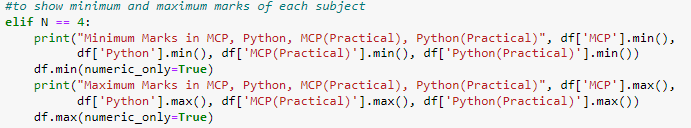 #to show minimum and maximum marks of each subject
elif N == 4:
    print("Minimum Marks in MCP, Python, MCP(Practical), Python(Practical)", df['MCP'].min(),
          df['Python'].min(), df['MCP(Practical)'].min(), df['Python(Practical)'].min())
    df.min(numeric_only=True)
    print("Maximum Marks in MCP, Python, MCP(Practical), Python(Practical)", df['MCP'].max(),
          df['Python'].max(), df['MCP(Practical)'].max(), df['Python(Practical)'].max())
    df.max(numeric_only=True)